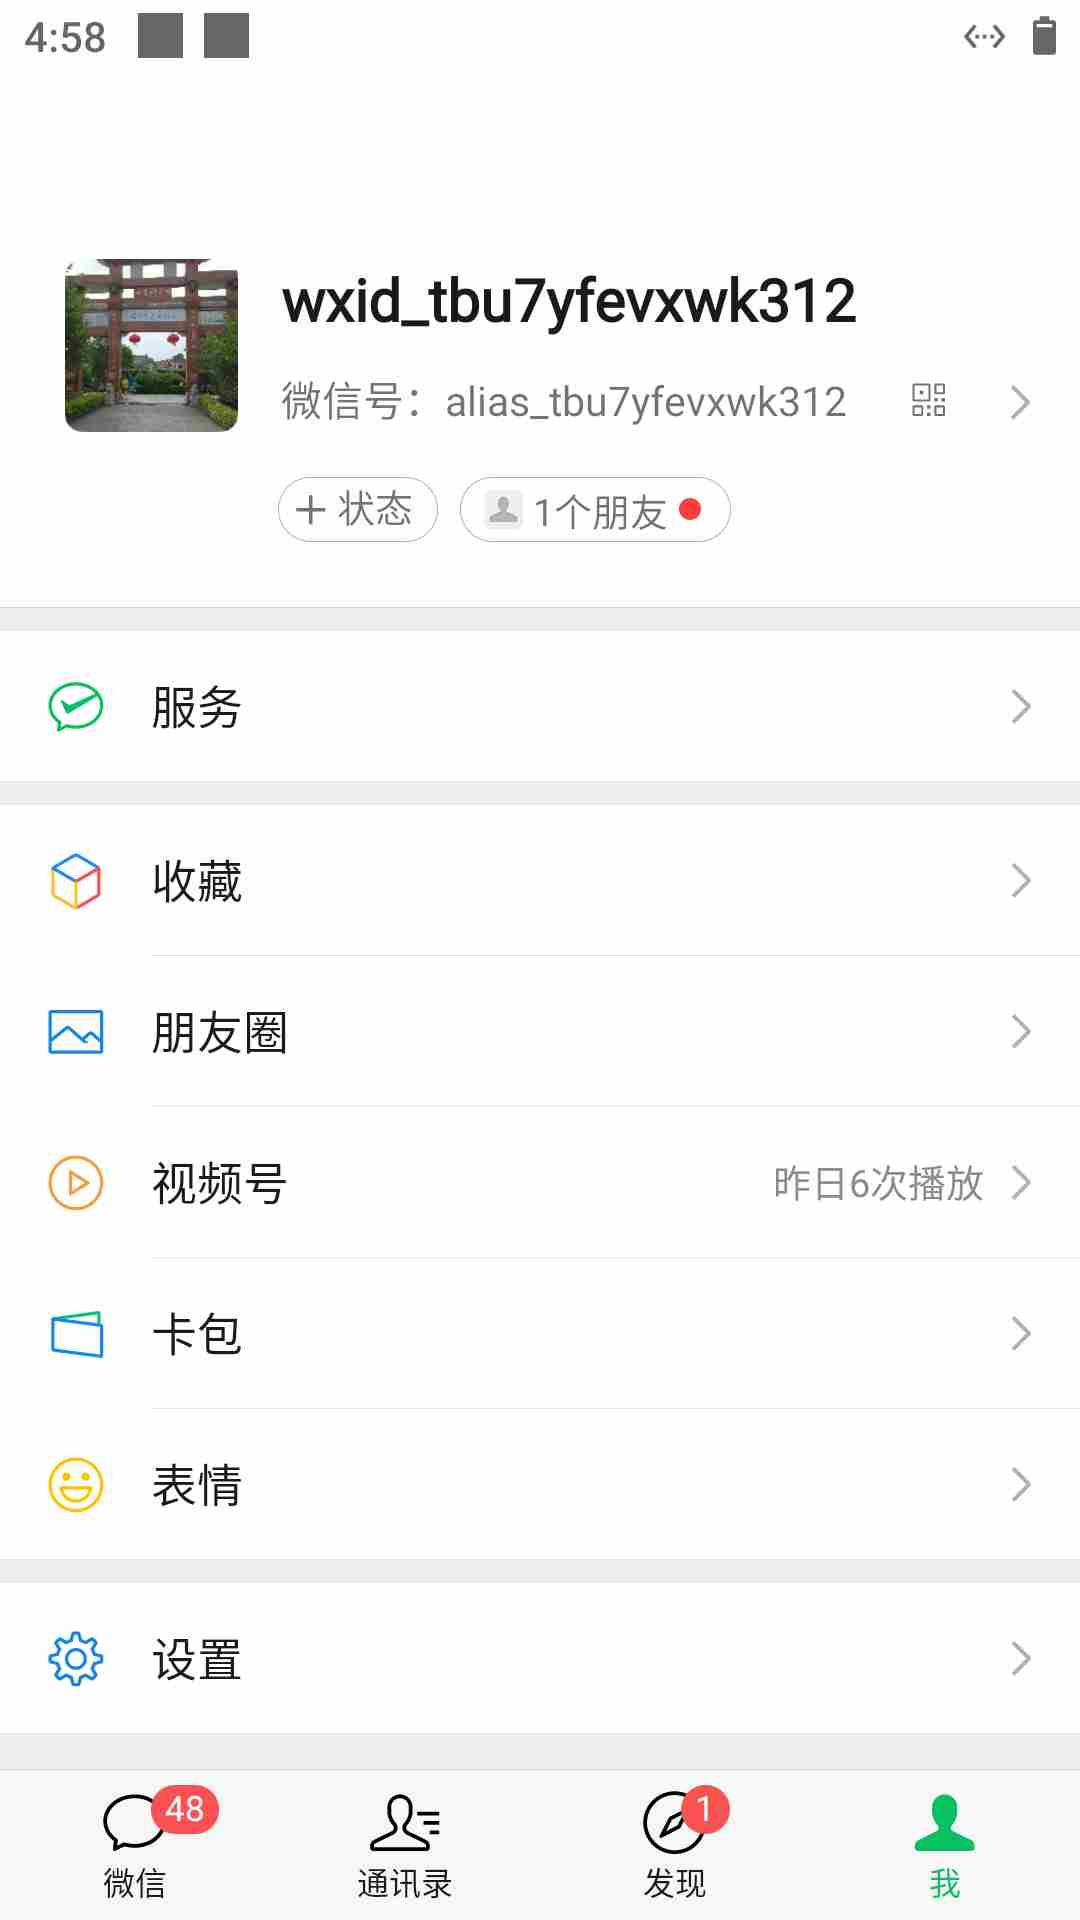 4:58
wxid_tbu7yfevxwk312
微信号：alias_tbu7yfevxwk312
状态
1个朋友
服务
收藏
朋友圈
视频号 昨日6次播放
卡包
表情
设置
48 1
微信 通讯录 发现 我